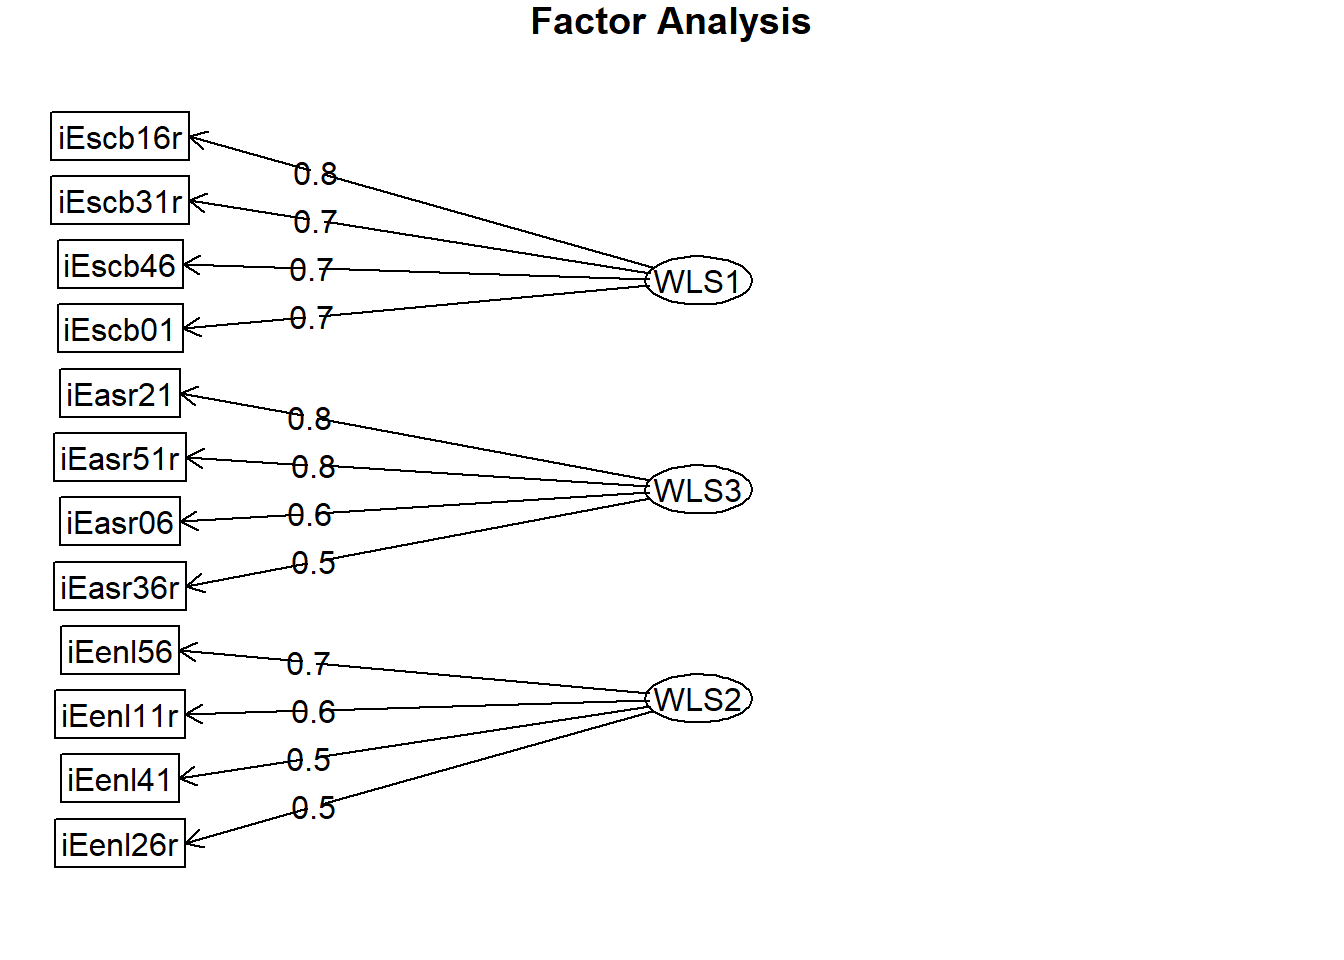 Factor Analysis
iEscb16r
0.8
iEscb31r
0.7
iEscb46
0.7
WLS1
iEscb01
0.7
iEasr21
0.8
iEasr51r
0.8
WLS3
iEasr06
0.6
iEasr36r
0.5
iEenl56
0.7
iEenl11r
0.6
WLS2
iEenl41
0.5
iEenl26r
0.5